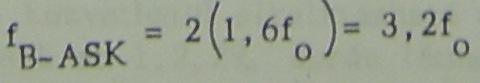 f_B-ASK = 2(1,6f_o) = 3,2f_o